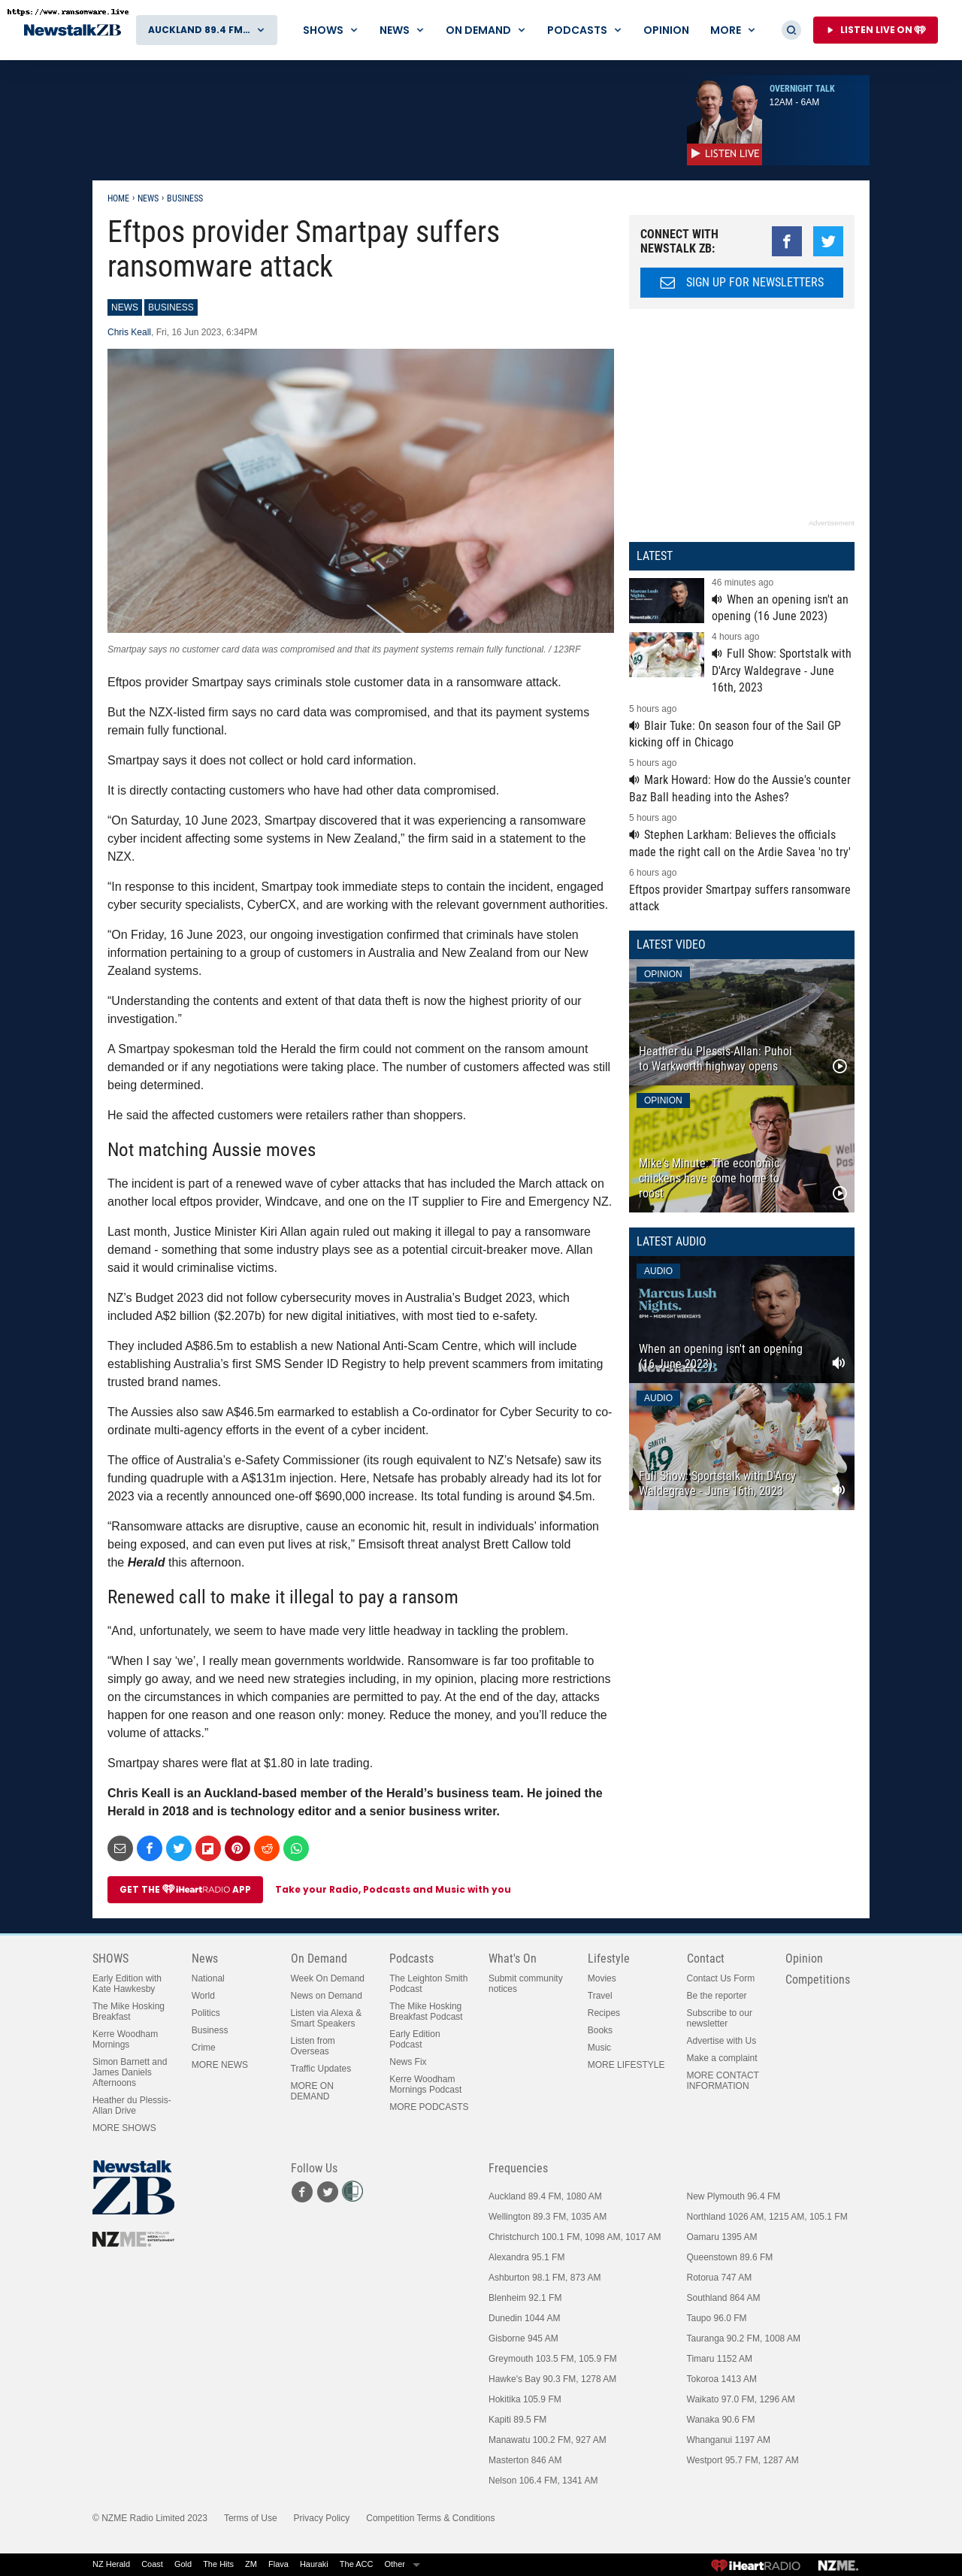 https://www.ransomware.live
NewstalkZB
AUCKLAND 89.4 FM...
SHOWS
NEWS
ON DEMAND
PODCASTS
OPINION
MORE
LISTEN LIVE ON
OVERNIGHT TALK
12AM - 6AM
LISTEN LIVE
HOME › NEWS › BUSINESS
Eftpos provider Smartpay suffers
ransomware attack
NEWS BUSINESS
Chris Keall, Fri, 16 Jun 2023, 6:34PM
Smartpay says no customer card data was compromised and that its payment systems remain fully functional. / 123RF
Eftpos provider Smartpay says criminals stole customer data in a ransomware attack.
But the NZX-listed firm says no card data was compromised, and that its payment systems
remain fully functional.
Smartpay says it does not collect or hold card information.
It is directly contacting customers who have had other data compromised.
“On Saturday, 10 June 2023, Smartpay discovered that it was experiencing a ransomware
cyber incident affecting some systems in New Zealand,” the firm said in a statement to the
NZX.
“In response to this incident, Smartpay took immediate steps to contain the incident, engaged
cyber security specialists, CyberCX, and are working with the relevant government authorities.
“On Friday, 16 June 2023, our ongoing investigation confirmed that criminals have stolen
information pertaining to a group of customers in Australia and New Zealand from our New
Zealand systems.
“Understanding the contents and extent of that data theft is now the highest priority of our
investigation.”
A Smartpay spokesman told the Herald the firm could not comment on the ransom amount
demanded or if any negotiations were taking place. The number of customers affected was still
being determined.
He said the affected customers were retailers rather than shoppers.
Not matching Aussie moves
The incident is part of a renewed wave of cyber attacks that has included the March attack on
another local eftpos provider, Windcave, and one on the IT supplier to Fire and Emergency NZ.
Last month, Justice Minister Kiri Allan again ruled out making it illegal to pay a ransomware
demand - something that some industry plays see as a potential circuit-breaker move. Allan
said it would criminalise victims.
NZ’s Budget 2023 did not follow cybersecurity moves in Australia’s Budget 2023, which
included A$2 billion ($2.207b) for new digital initiatives, with most tied to e-safety.
They included A$86.5m to establish a new National Anti-Scam Centre, which will include
establishing Australia’s first SMS Sender ID Registry to help prevent scammers from imitating
trusted brand names.
The Aussies also saw A$46.5m earmarked to establish a Co-ordinator for Cyber Security to co-
ordinate multi-agency efforts in the event of a cyber incident.
The office of Australia’s e-Safety Commissioner (its rough equivalent to NZ’s Netsafe) saw its
funding quadruple with a A$131m injection. Here, Netsafe has probably already had its lot for
2023 via a recently announced one-off $690,000 increase. Its total funding is around $4.5m.
“Ransomware attacks are disruptive, cause an economic hit, result in individuals’ information
being exposed, and can even put lives at risk,” Emsisoft threat analyst Brett Callow told
the Herald this afternoon.
Renewed call to make it illegal to pay a ransom
“And, unfortunately, we seem to have made very little headway in tackling the problem.
“When I say ‘we’, I really mean governments worldwide. Ransomware is far too profitable to
simply go away, and we need new strategies including, in my opinion, placing more restrictions
on the circumstances in which companies are permitted to pay. At the end of the day, attacks
happen for one reason and one reason only: money. Reduce the money, and you’ll reduce the
volume of attacks.”
Smartpay shares were flat at $1.80 in late trading.
Chris Keall is an Auckland-based member of the Herald’s business team. He joined the
Herald in 2018 and is technology editor and a senior business writer.
GET THE iHeartRADIO APP
Take your Radio, Podcasts and Music with you
CONNECT WITH
NEWSTALK ZB:
SIGN UP FOR NEWSLETTERS
Advertisement
LATEST
46 minutes ago
When an opening isn't an
opening (16 June 2023)
4 hours ago
Full Show: Sportstalk with
D'Arcy Waldegrave - June
16th, 2023
5 hours ago
Blair Tuke: On season four of the Sail GP
kicking off in Chicago
5 hours ago
Mark Howard: How do the Aussie's counter
Baz Ball heading into the Ashes?
5 hours ago
Stephen Larkham: Believes the officials
made the right call on the Ardie Savea 'no try'
6 hours ago
Eftpos provider Smartpay suffers ransomware
attack
LATEST VIDEO
OPINION
Heather du Plessis-Allan: Puhoi
to Warkworth highway opens
OPINION
Mike's Minute: The economic
chickens have come home to
roost
LATEST AUDIO
AUDIO
Marcus Lush
Nights.
8PM – MIDNIGHT WEEKDAYS
When an opening isn't an opening
(16 June 2023)
AUDIO
SMITH
49
Full Show: Sportstalk with D'Arcy
Waldegrave - June 16th, 2023
SHOWS
Early Edition with
Kate Hawkesby
The Mike Hosking
Breakfast
Kerre Woodham
Mornings
Simon Barnett and
James Daniels
Afternoons
Heather du Plessis-
Allan Drive
MORE SHOWS
News
National
World
Politics
Business
Crime
MORE NEWS
On Demand
Week On Demand
News on Demand
Listen via Alexa &
Smart Speakers
Listen from
Overseas
Traffic Updates
MORE ON
DEMAND
Podcasts
The Leighton Smith
Podcast
The Mike Hosking
Breakfast Podcast
Early Edition
Podcast
News Fix
Kerre Woodham
Mornings Podcast
MORE PODCASTS
What's On
Submit community
notices
Lifestyle
Movies
Travel
Recipes
Books
Music
MORE LIFESTYLE
Contact
Contact Us Form
Be the reporter
Subscribe to our
newsletter
Advertise with Us
Make a complaint
MORE CONTACT
INFORMATION
Opinion
Competitions
Newstalk
ZB
NZME.
Follow Us
Frequencies
Auckland 89.4 FM, 1080 AM
Wellington 89.3 FM, 1035 AM
Christchurch 100.1 FM, 1098 AM, 1017 AM
Alexandra 95.1 FM
Ashburton 98.1 FM, 873 AM
Blenheim 92.1 FM
Dunedin 1044 AM
Gisborne 945 AM
Greymouth 103.5 FM, 105.9 FM
Hawke's Bay 90.3 FM, 1278 AM
Hokitika 105.9 FM
Kapiti 89.5 FM
Manawatu 100.2 FM, 927 AM
Masterton 846 AM
Nelson 106.4 FM, 1341 AM
New Plymouth 96.4 FM
Northland 1026 AM, 1215 AM, 105.1 FM
Oamaru 1395 AM
Queenstown 89.6 FM
Rotorua 747 AM
Southland 864 AM
Taupo 96.0 FM
Tauranga 90.2 FM, 1008 AM
Timaru 1152 AM
Tokoroa 1413 AM
Waikato 97.0 FM, 1296 AM
Wanaka 90.6 FM
Whanganui 1197 AM
Westport 95.7 FM, 1287 AM
© NZME Radio Limited 2023
Terms of Use
Privacy Policy
Competition Terms & Conditions
NZ Herald
Coast
Gold
The Hits
ZM
Flava
Hauraki
The ACC
Other
iHeartRADIO
NZME.